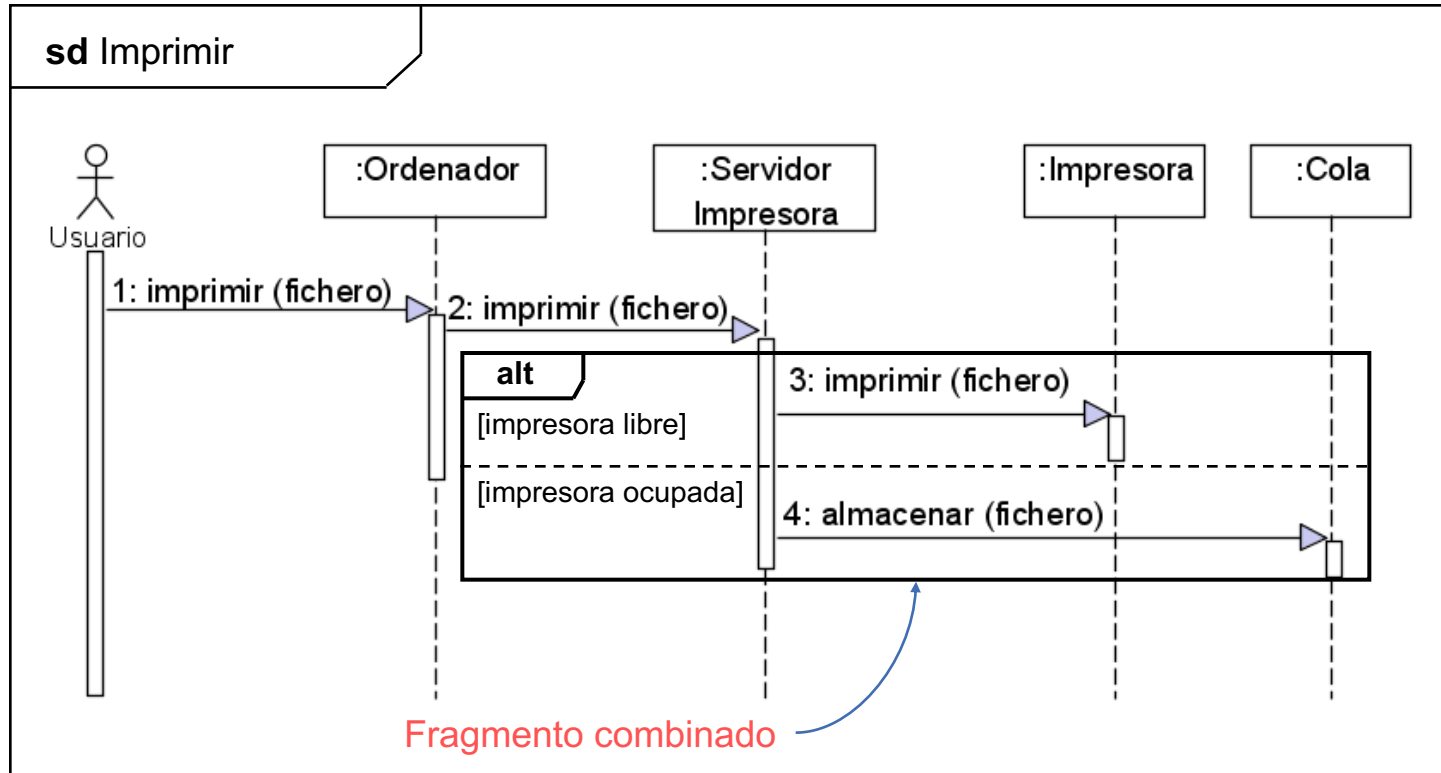 sd Imprimir
:Ordenador
:Servidor
Impresora
:Impresora
:Cola
Usuario
1: imprimir (fichero)
2: imprimir (fichero)
alt
3: imprimir (fichero)
[impresora libre]
[impresora ocupada]
4: almacenar (fichero)
Fragmento combinado